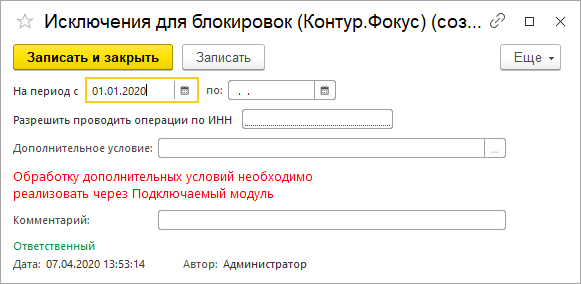 Исключения для блокировок (Контур.Фокус) (соз...
Записать и закрыть Записать Еще
На период с 01.01.2020 по: . .
Разрешить проводить операции по ИНН
Дополнительное условие: ...
Обработку дополнительных условий необходимо
реализовать через Подключаемый модуль
Комментарий:
Ответственный
Дата: 07.04.2020 13:53:14 Автор: Администратор